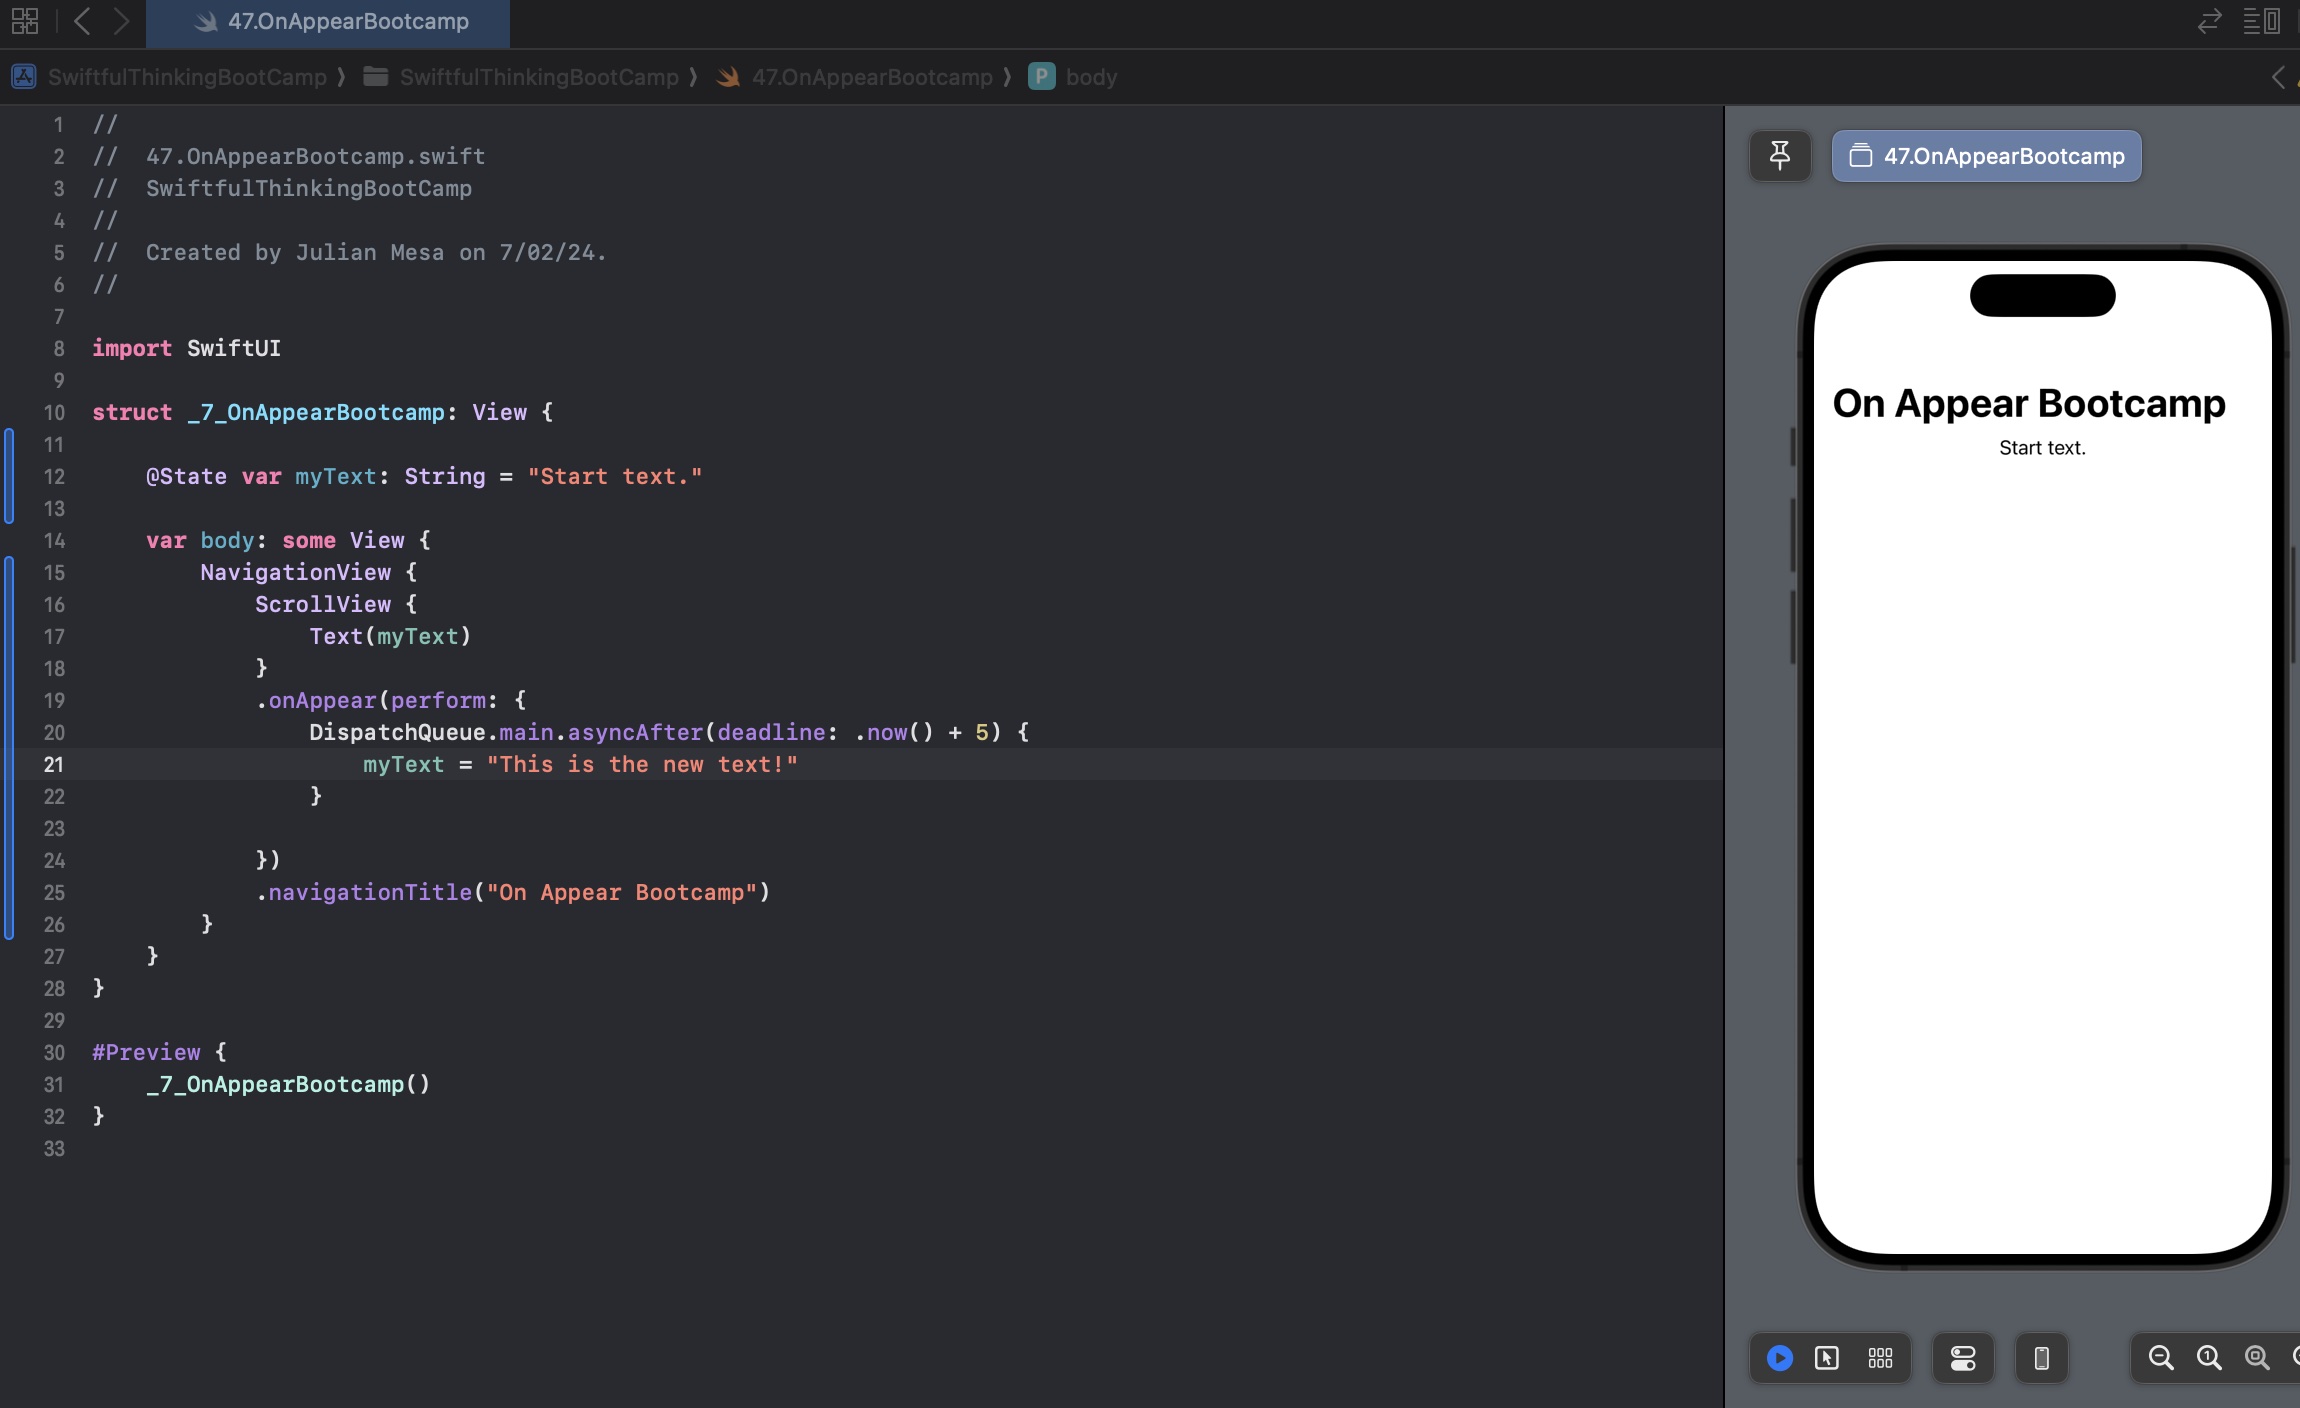 47.OnAppearBootcamp
SwiftfulThinkingBootCamp ⟩ SwiftfulThinkingBootCamp ⟩ 47.OnAppearBootcamp ⟩ P body
1 //
2 //  47.OnAppearBootcamp.swift
3 //  SwiftfulThinkingBootCamp
4 //
5 //  Created by Julian Mesa on 7/02/24.
6 //
7
8 import SwiftUI
9
10 struct _7_OnAppearBootcamp: View {
11
12     @State var myText: String = "Start text."
13
14     var body: some View {
15         NavigationView {
16             ScrollView {
17                 Text(myText)
18             }
19             .onAppear(perform: {
20                 DispatchQueue.main.asyncAfter(deadline: .now() + 5) {
21                     myText = "This is the new text!"
22                 }
23
24             })
25             .navigationTitle("On Appear Bootcamp")
26         }
27     }
28 }
29
30 #Preview {
31     _7_OnAppearBootcamp()
32 }
33
47.OnAppearBootcamp
On Appear Bootcamp
Start text.